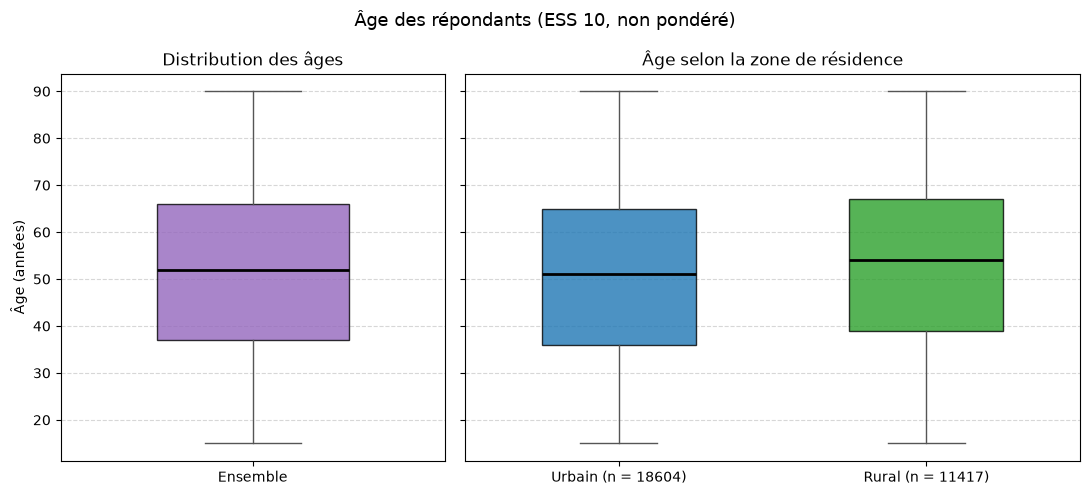 Âge des répondants (ESS 10, non pondéré)
Distribution des âges
Âge selon la zone de résidence
Âge (années)
90
80
70
60
50
40
30
20
Ensemble
Urbain (n = 18604)
Rural (n = 11417)